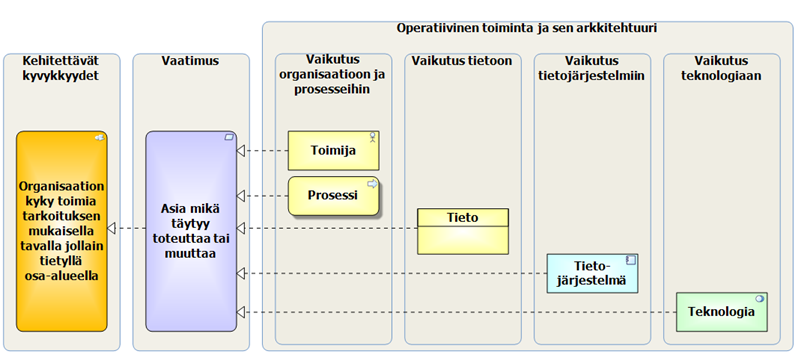 Operatiivinen toiminta ja sen arkkitehtuuri
Kehitettävät
kyvykkyydet
Vaatimus
Vaikutus
organisaatioon ja
prosesseihin
Vaikutus tietoon
Vaikutus
tietojärjestelmiin
Vaikutus
teknologiaan
Organisaation
kyky toimia
tarkoituksen
mukaisella
tavalla jollain
tietyllä
osa-alueella
Asia mikä
täytyy
toteuttaa tai
muuttaa
Toimija
Prosessi
Tieto
Tieto-
järjestelmä
Teknologia